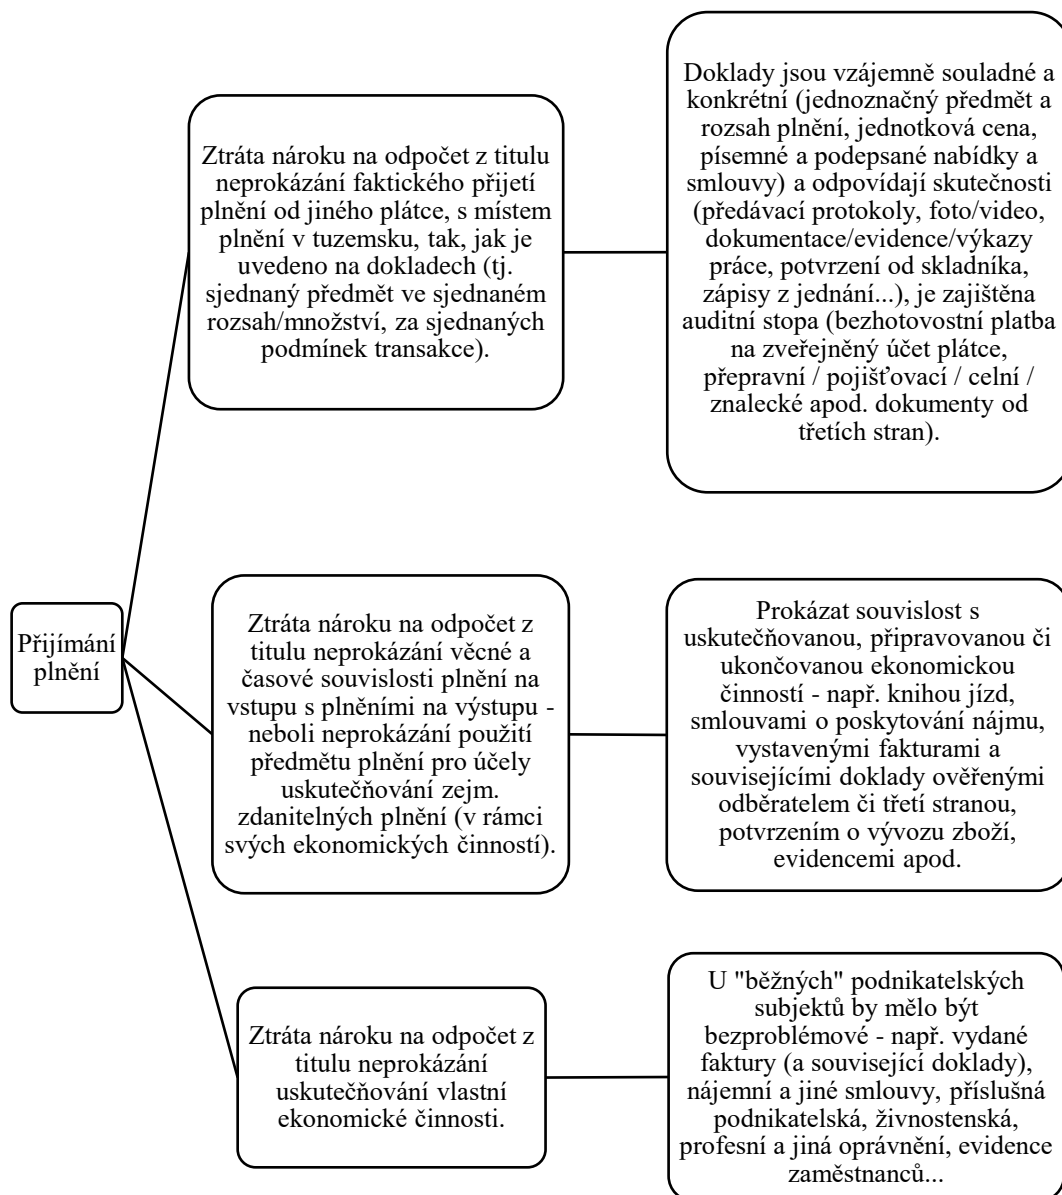 Přijímání
plnění
Ztráta nároku na odpočet z titulu
neprokázání faktického přijetí
plnění od jiného plátce, s místem
plnění v tuzemsku, tak, jak je
uvedeno na dokladech (tj.
sjednaný předmět ve sjednaném
rozsah/množství, za sjednaných
podmínek transakce).
Doklady jsou vzájemně souladné a
konkrétní (jednoznačný předmět a
rozsah plnění, jednotková cena,
písemné a podepsané nabídky a
smlouvy) a odpovídají skutečnosti
(předávací protokoly, foto/video,
dokumentace/evidence/výkazy
práce, potvrzení od skladníka,
zápisy z jednání...), je zajištěna
auditní stopa (bezhotovostní platba
na zveřejněný účet plátce,
přepravní / pojišťovací / celní /
znalecké apod. dokumenty od
třetích stran).
Ztráta nároku na odpočet z
titulu neprokázání věcné a
časové souvislosti plnění na
vstupu s plněními na výstupu -
neboli neprokázání použití
předmětu plnění pro účely
uskutečňování zejm.
zdanitelných plnění (v rámci
svých ekonomických činností).
Prokázat souvislost s
uskutečňovanou, připravovanou či
ukončovanou ekonomickou
činností - např. knihou jízd,
smlouvami o poskytování nájmu,
vystavenými fakturami a
souvisejícími doklady ověřenými
odběratelem či třetí stranou,
potvrzením o vývozu zboží,
evidencemi apod.
Ztráta nároku na odpočet z
titulu neprokázání
uskutečňování vlastní
ekonomické činnosti.
U "běžných" podnikatelských
subjektů by mělo být
bezproblémové - např. vydané
faktury (a související doklady),
nájemní a jiné smlouvy, příslušná
podnikatelská, živnostenská,
profesní a jiná oprávnění, evidence
zaměstnanců...